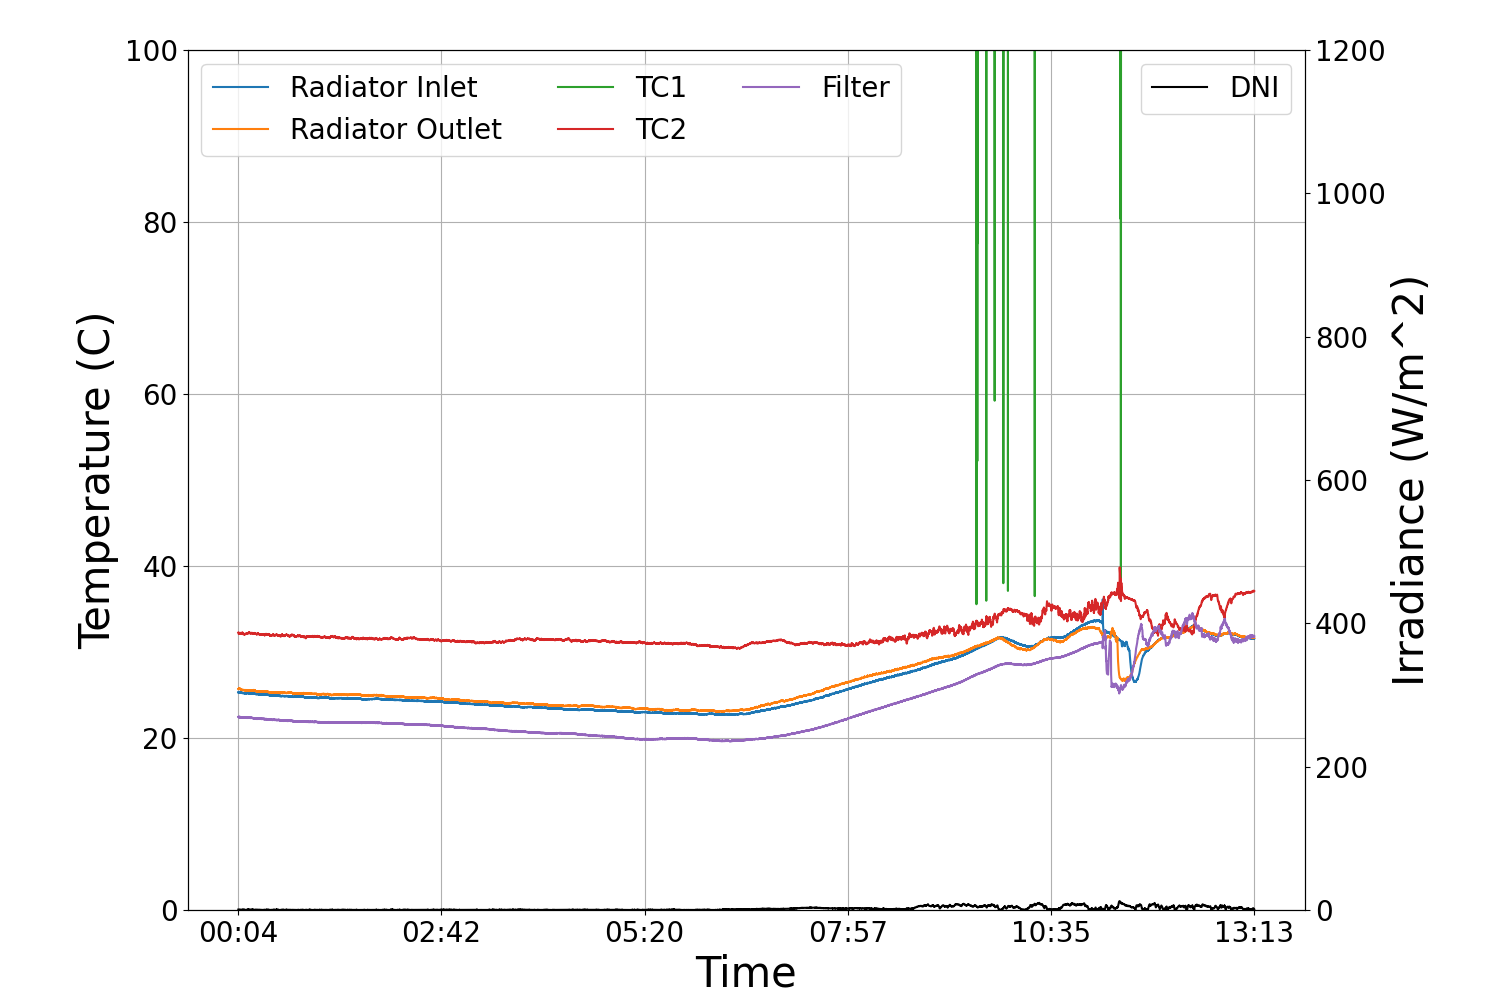 Radiator Inlet
Radiator Outlet
TC1
TC2
Filter
DNI
Temperature (C)
100
80
60
40
20
0
1200
1000
800
600
400
200
0
Irradiance (W/m^2)
00:04 02:42 05:20 07:57 10:35 13:13
Time